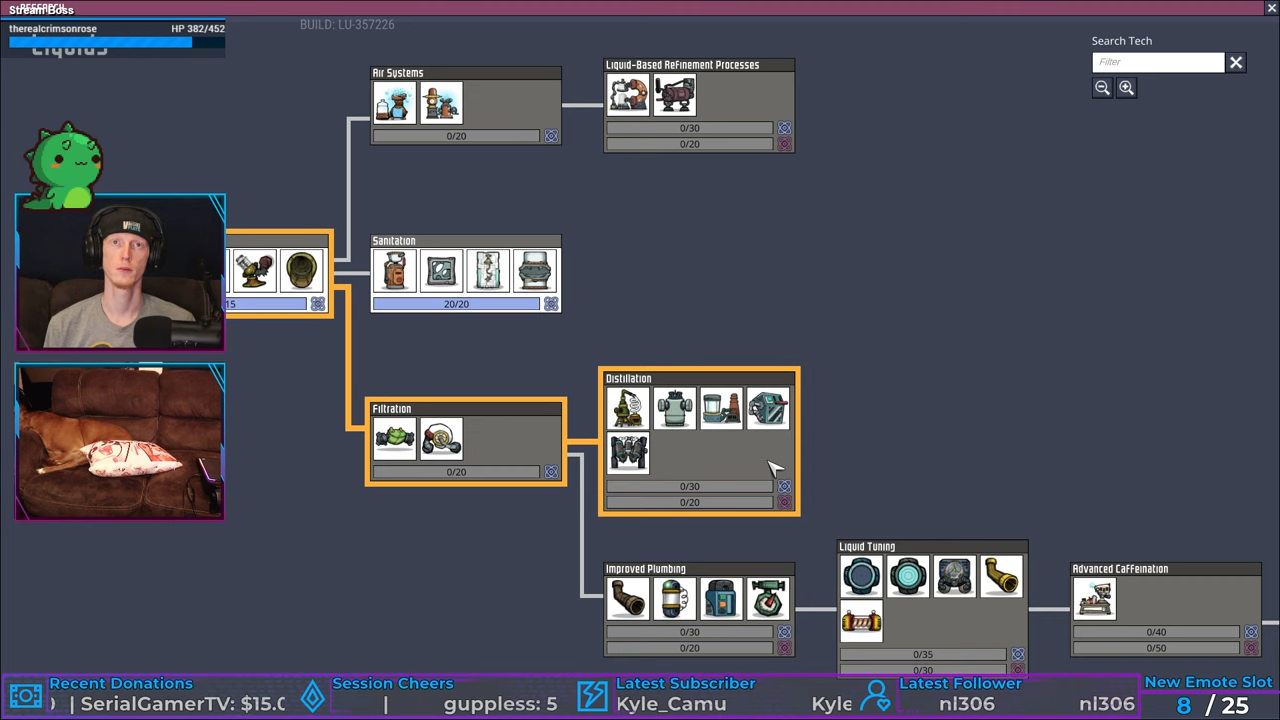 Stream Boss
therealcrimsonrose HP 382/452
Liquids
BUILD: LU-357226
Search Tech
Filter
Air Systems
0/20
Liquid-Based Refinement Processes
0/30
0/20
15
Sanitation
20/20
Filtration
0/20
Distillation
0/30
0/20
Improved Plumbing
0/30
0/20
Liquid Tuning
0/35
0/30
Advanced Caffeination
0/40
0/50
Recent Donations
| SerialGamerTV: $15.0
Session Cheers
| guppless: 5
Latest Subscriber
Kyle_Camu Kyle
Latest Follower
nl306 nl306
New Emote Slot
8 / 25